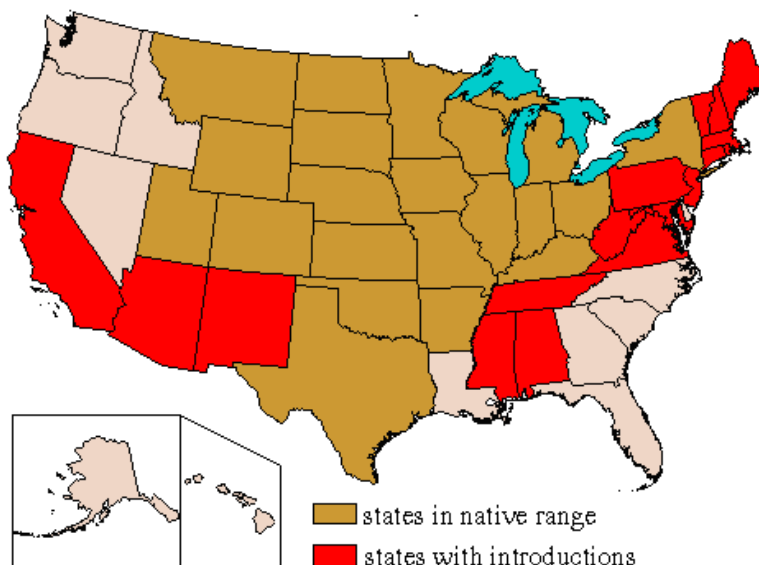 states in native range
states with introductions